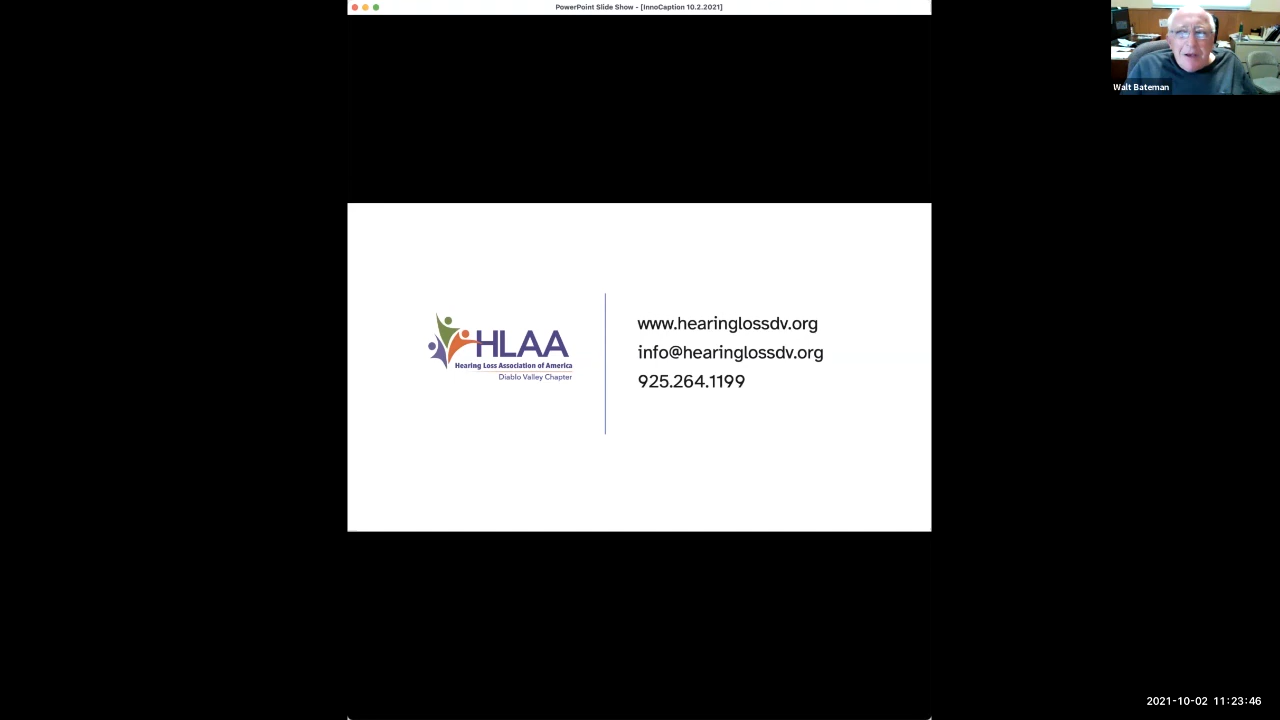 PowerPoint Slide Show - [InnoCaption 10.2.2021]
Walt Bateman
HLAA
Hearing Loss Association of America
Diablo Valley Chapter
www.hearinglossdv.org
info@hearinglossdv.org
925.264.1199
2021-10-02 11:23:46